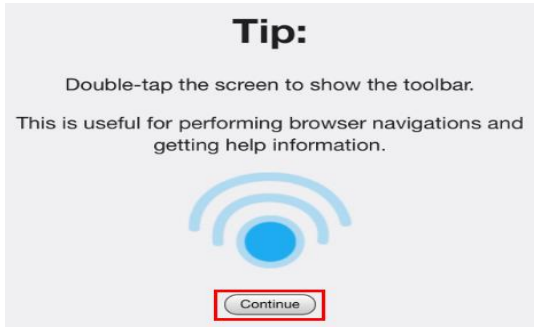 Tip:
Double-tap the screen to show the toolbar.
This is useful for performing browser navigations and
getting help information.
Continue